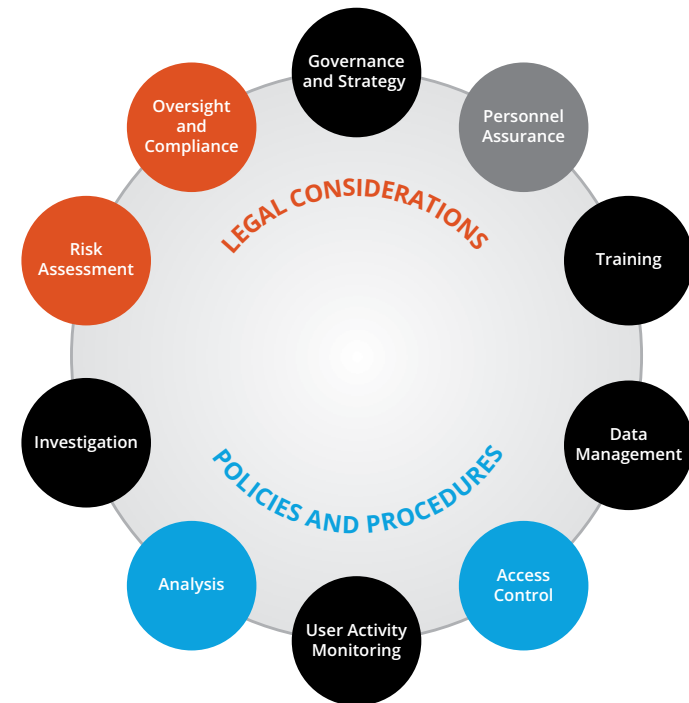 Governance
and Strategy
Personnel
Assurance
Training
Data
Management
Access
Control
User Activity
Monitoring
Analysis
Investigation
Risk
Assessment
Oversight
and
Compliance
LEGAL CONSIDERATIONS
POLICIES AND PROCEDURES